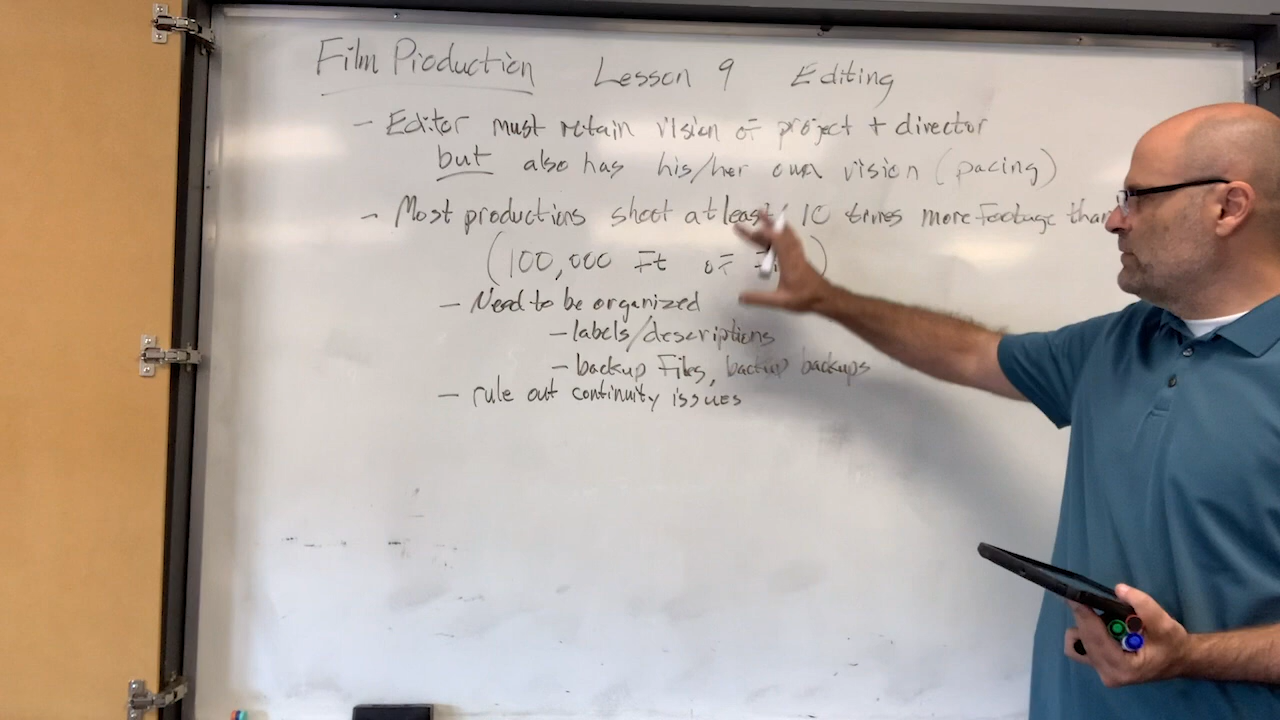 Film Production Lesson 9 Editing
- Editor must retain vision of project + director
but also has his/her own vision (pacing)
- Most productions shoot at least 10 times more footage than
(100,000 Ft of )
- Need to be organized
- labels/descriptions
- backup Files, backup backups
- rule out continuity issues